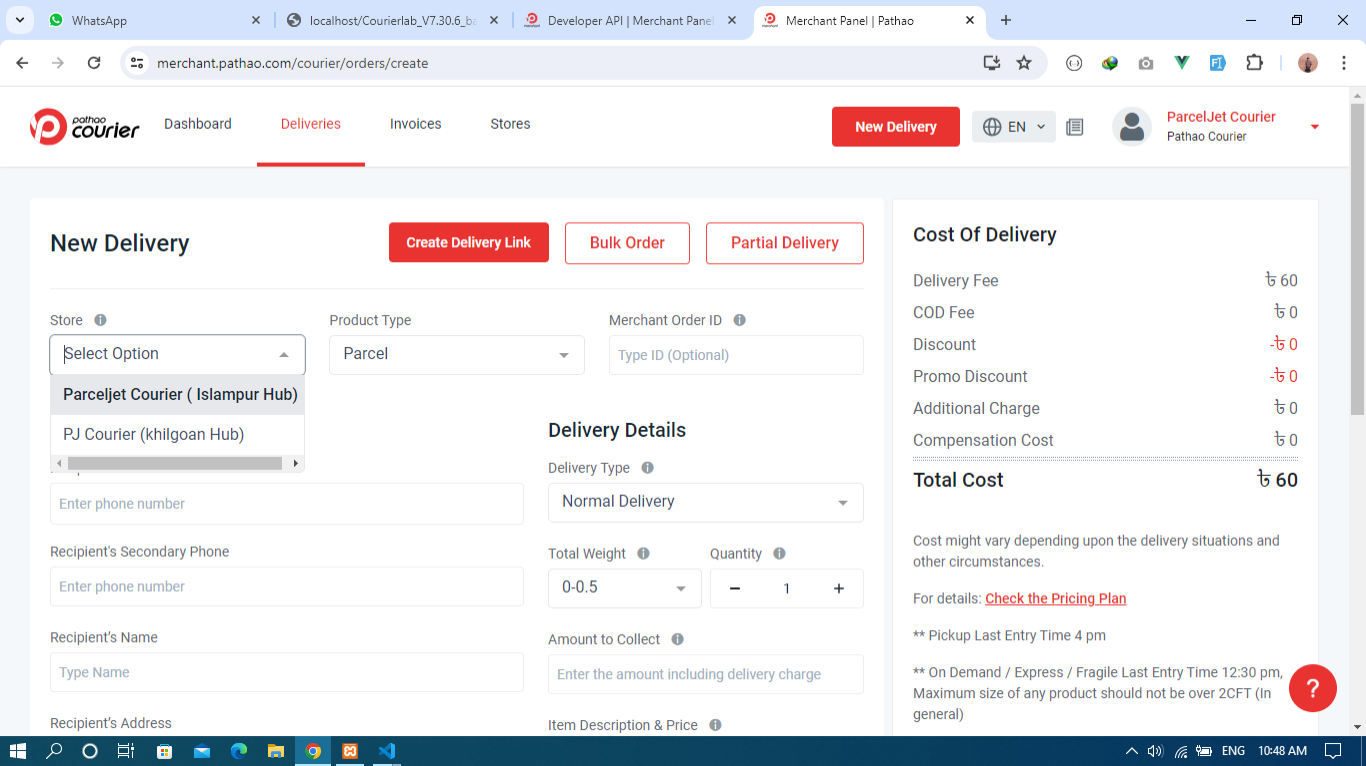 WhatsApp
localhost/Courierlab_V7.30.6_ba
Developer API | Merchant Panel
Merchant Panel | Pathao
merchant.pathao.com/courier/orders/create
pathao
courier
Dashboard
Deliveries
Invoices
Stores
New Delivery
EN
ParcelJet Courier
Pathao Courier
New Delivery
Create Delivery Link
Bulk Order
Partial Delivery
Store
Product Type
Merchant Order ID
Select Option
Parcel
Type ID (Optional)
Parceljet Courier ( Islampur Hub)
PJ Courier (khilgoan Hub)
Enter phone number
Recipient's Secondary Phone
Enter phone number
Recipient's Name
Type Name
Recipient's Address
Delivery Details
Delivery Type
Normal Delivery
Total Weight
Quantity
0-0.5
1
Amount to Collect
Enter the amount including delivery charge
Item Description & Price
Cost Of Delivery
Delivery Fee ৳ 60
COD Fee ৳ 0
Discount -৳ 0
Promo Discount -৳ 0
Additional Charge ৳ 0
Compensation Cost ৳ 0
Total Cost ৳ 60
Cost might vary depending upon the delivery situations and
other circumstances.
For details: Check the Pricing Plan
** Pickup Last Entry Time 4 pm
** On Demand / Express / Fragile Last Entry Time 12:30 pm,
Maximum size of any product should not be over 2CFT (In
general)
?
ENG
10:48 AM